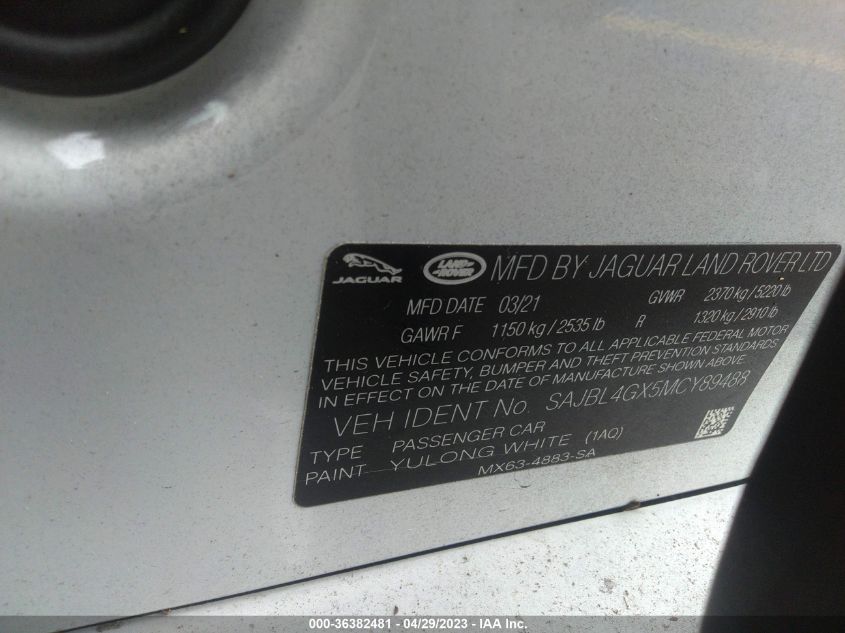 JAGUAR LAND ROVER MFD BY JAGUAR LAND ROVER LTD
MFD DATE 03/21 GVWR 2370 kg / 5220 lb
GAWR F 1150 kg / 2535 lb R 1320 kg / 2910 lb
THIS VEHICLE CONFORMS TO ALL APPLICABLE FEDERAL MOTOR
VEHICLE SAFETY, BUMPER AND THEFT PREVENTION STANDARDS
IN EFFECT ON THE DATE OF MANUFACTURE SHOWN ABOVE.
VEH IDENT No. SAJBL4GX5MCY89488
TYPE PASSENGER CAR
PAINT YULONG WHITE (1AQ)
MX63-4883-SA
000-36382481 - 04/29/2023 - IAA Inc.